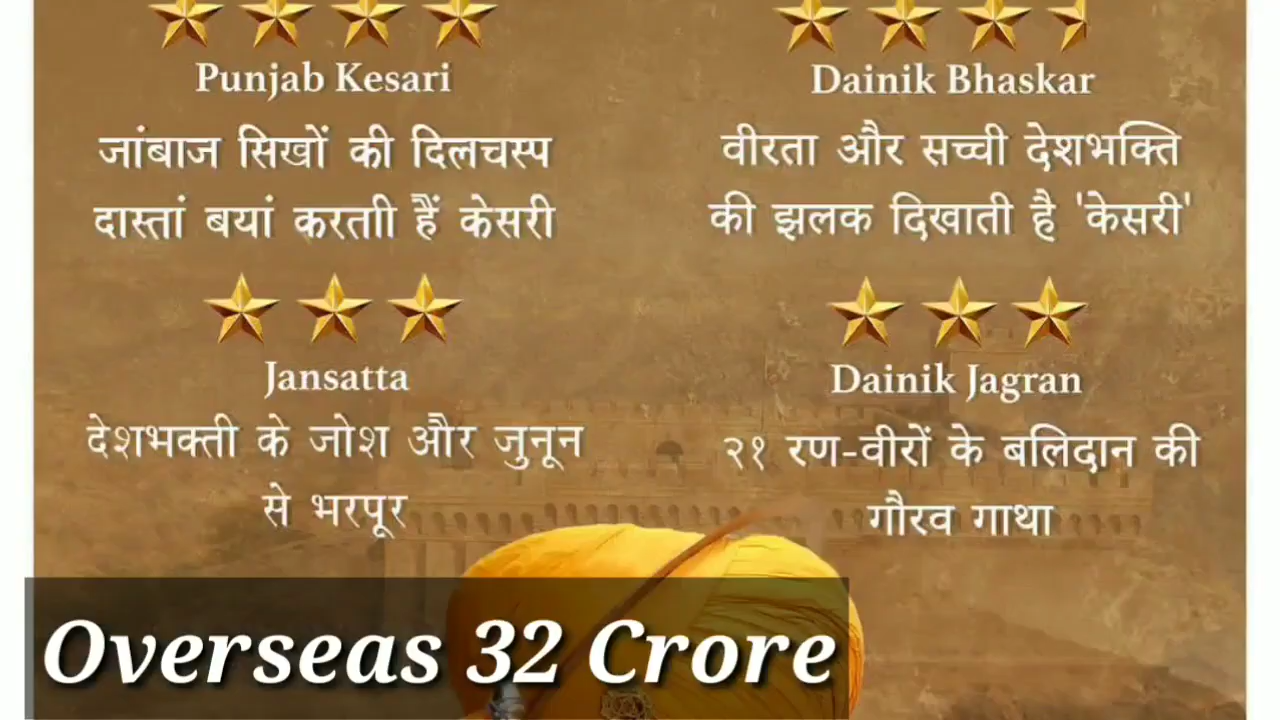 Punjab Kesari
जांबाज सिखों की दिलचस्प
दास्तां बयां करताी हैं केसरी
Dainik Bhaskar
वीरता और सच्ची देशभक्ति
की झलक दिखाती है 'केसरी'
Jansatta
देशभक्ती के जोश और जुनून
से भरपूर
Dainik Jagran
२१ रण-वीरों के बलिदान की
गौरव गाथा
Overseas 32 Crore